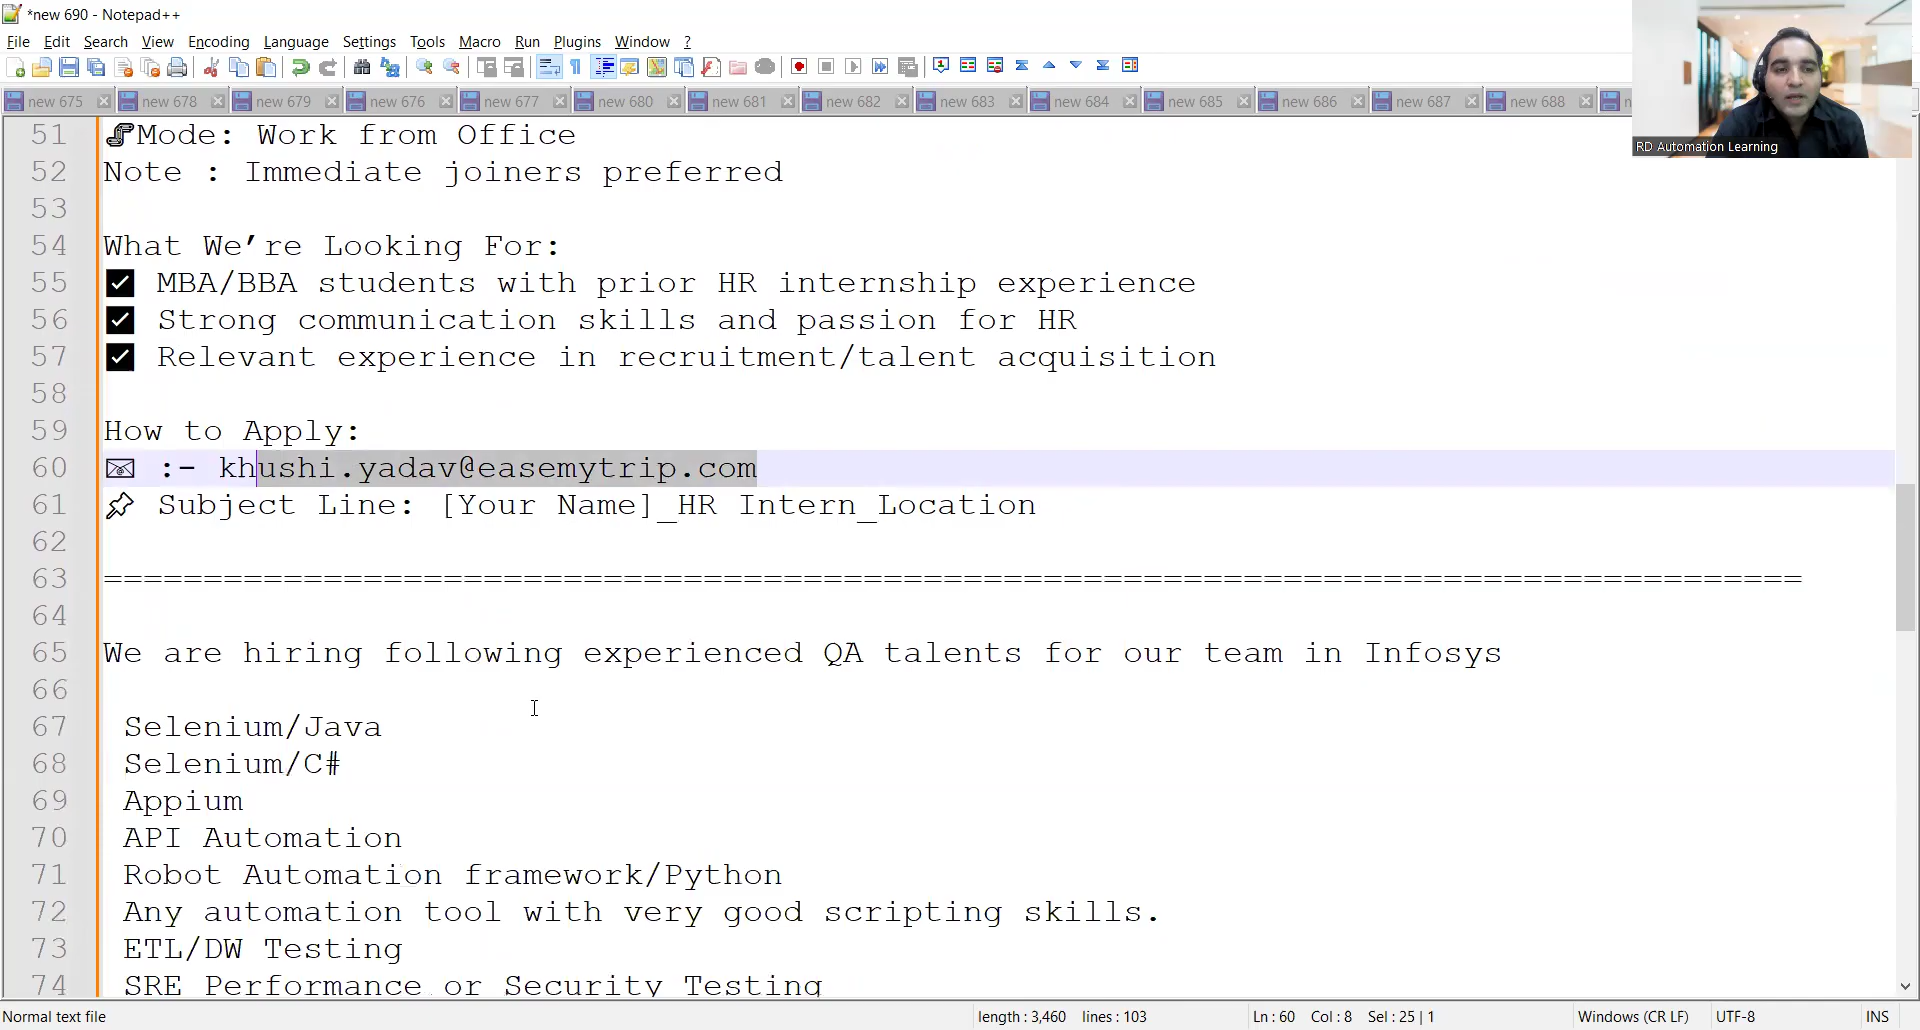 *new 690 - Notepad++
File Edit Search View Encoding Language Settings Tools Macro Run Plugins Window ?
new 675 new 678 new 679 new 676 new 677 new 680 new 681 new 682 new 683 new 684 new 685 new 686 new 687 new 688
RD Automation Learning
51 Mode: Work from Office
52 Note : Immediate joiners preferred
53
54 What We’re Looking For:
55 ✅ MBA/BBA students with prior HR internship experience
56 ✅ Strong communication skills and passion for HR
57 ✅ Relevant experience in recruitment/talent acquisition
58
59 How to Apply:
60 ✉ :- khushi.yadav@easemytrip.com
61 📌 Subject Line: [Your Name]_HR Intern_Location
62
63 =====================================================================================
64
65 We are hiring following experienced QA talents for our team in Infosys
66
67 Selenium/Java
68 Selenium/C#
69 Appium
70 API Automation
71 Robot Automation framework/Python
72 Any automation tool with very good scripting skills.
73 ETL/DW Testing
74 SRE Performance or Security Testing
Normal text file length : 3,460 lines : 103 Ln : 60 Col : 8 Sel : 25 | 1 Windows (CR LF) UTF-8 INS